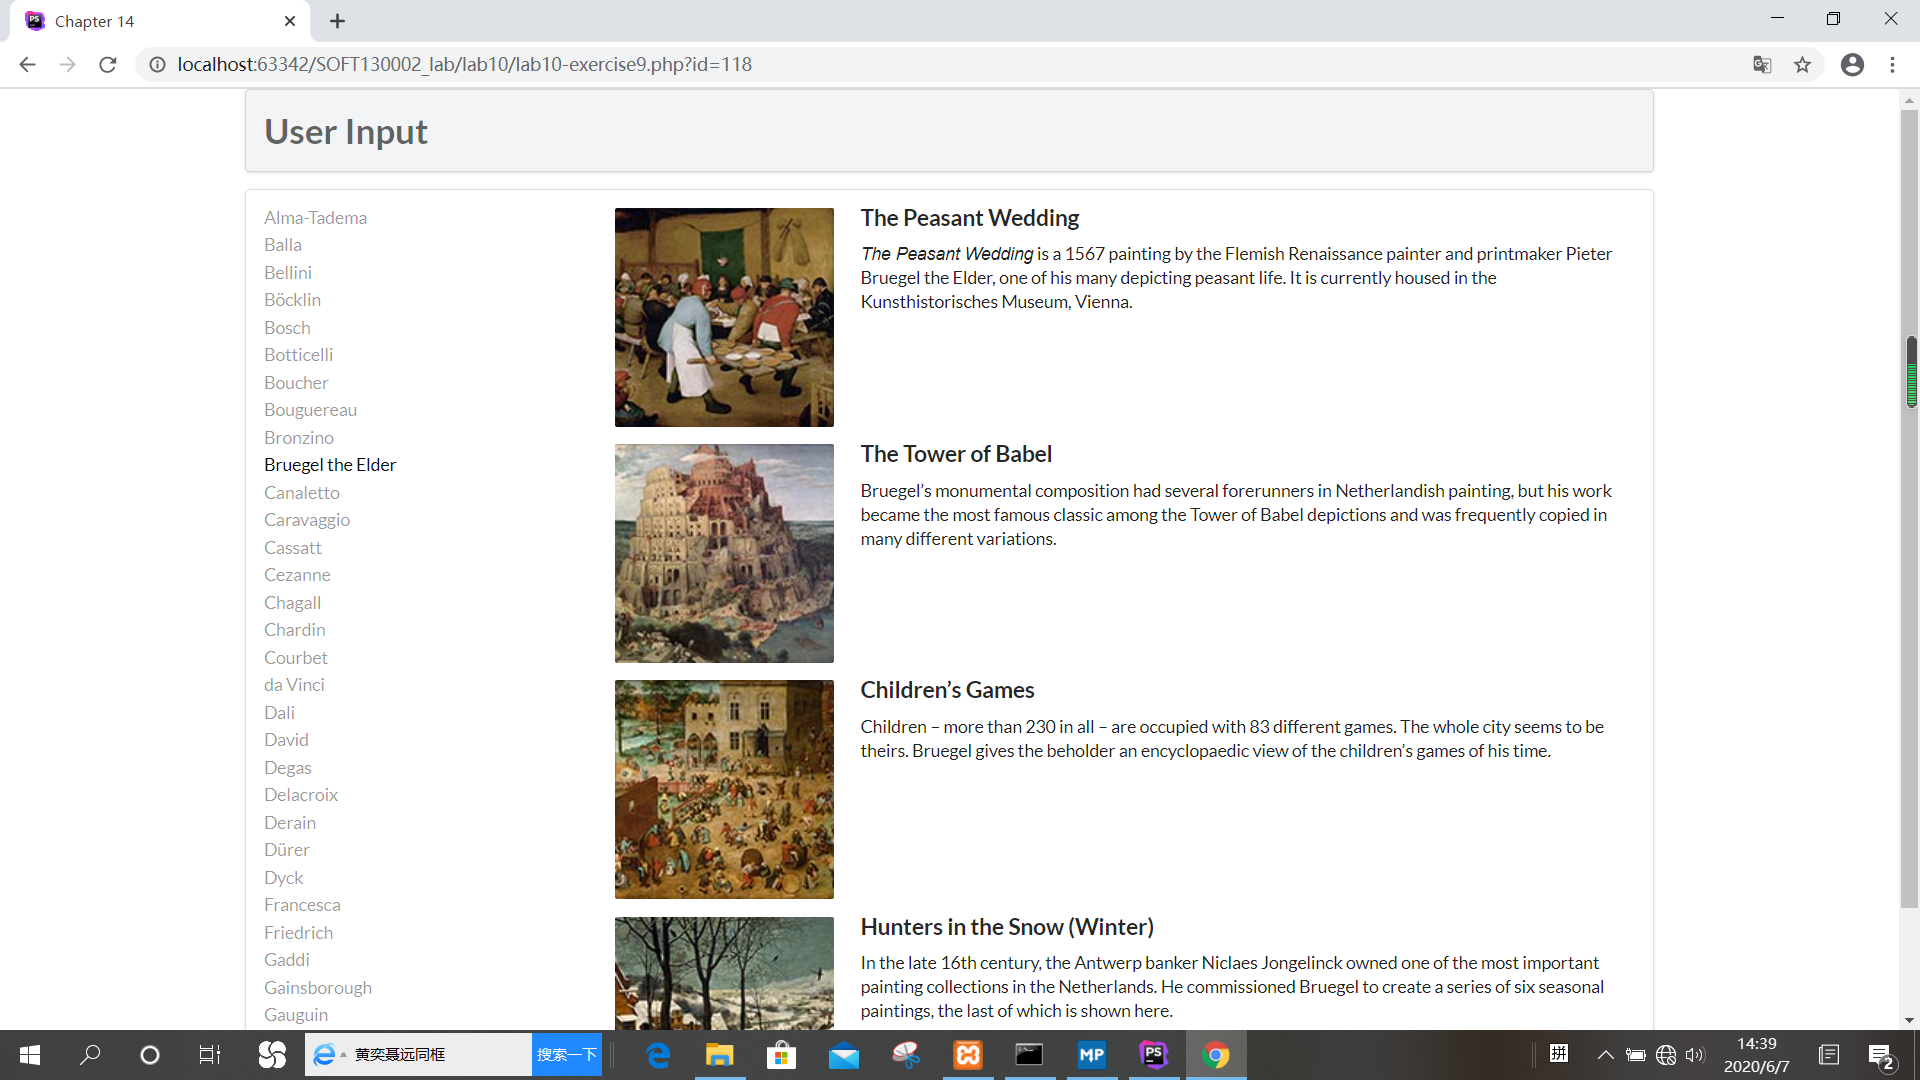 Chapter 14
localhost:63342/SOFT130002_lab/lab10/lab10-exercise9.php?id=118
User Input
Alma-Tadema
Balla
Bellini
Böcklin
Bosch
Botticelli
Boucher
Bouguereau
Bronzino
Bruegel the Elder
Canaletto
Caravaggio
Cassatt
Cezanne
Chagall
Chardin
Courbet
da Vinci
Dali
David
Degas
Delacroix
Derain
Dürer
Dyck
Francesca
Friedrich
Gaddi
Gainsborough
Gauguin
The Peasant Wedding
The Peasant Wedding is a 1567 painting by the Flemish Renaissance painter and printmaker Pieter
Bruegel the Elder, one of his many depicting peasant life. It is currently housed in the
Kunsthistorisches Museum, Vienna.
The Tower of Babel
Bruegel’s monumental composition had several forerunners in Netherlandish painting, but his work
became the most famous classic among the Tower of Babel depictions and was frequently copied in
many different variations.
Children’s Games
Children – more than 230 in all – are occupied with 83 different games. The whole city seems to be
theirs. Bruegel gives the beholder an encyclopaedic view of the children’s games of his time.
Hunters in the Snow (Winter)
In the late 16th century, the Antwerp banker Niclaes Jongelinck owned one of the most important
painting collections in the Netherlands. He commissioned Bruegel to create a series of six seasonal
paintings, the last of which is shown here.
黄奕聂远同框
搜索一下
MP
PS
拼
14:39
2020/6/7
2